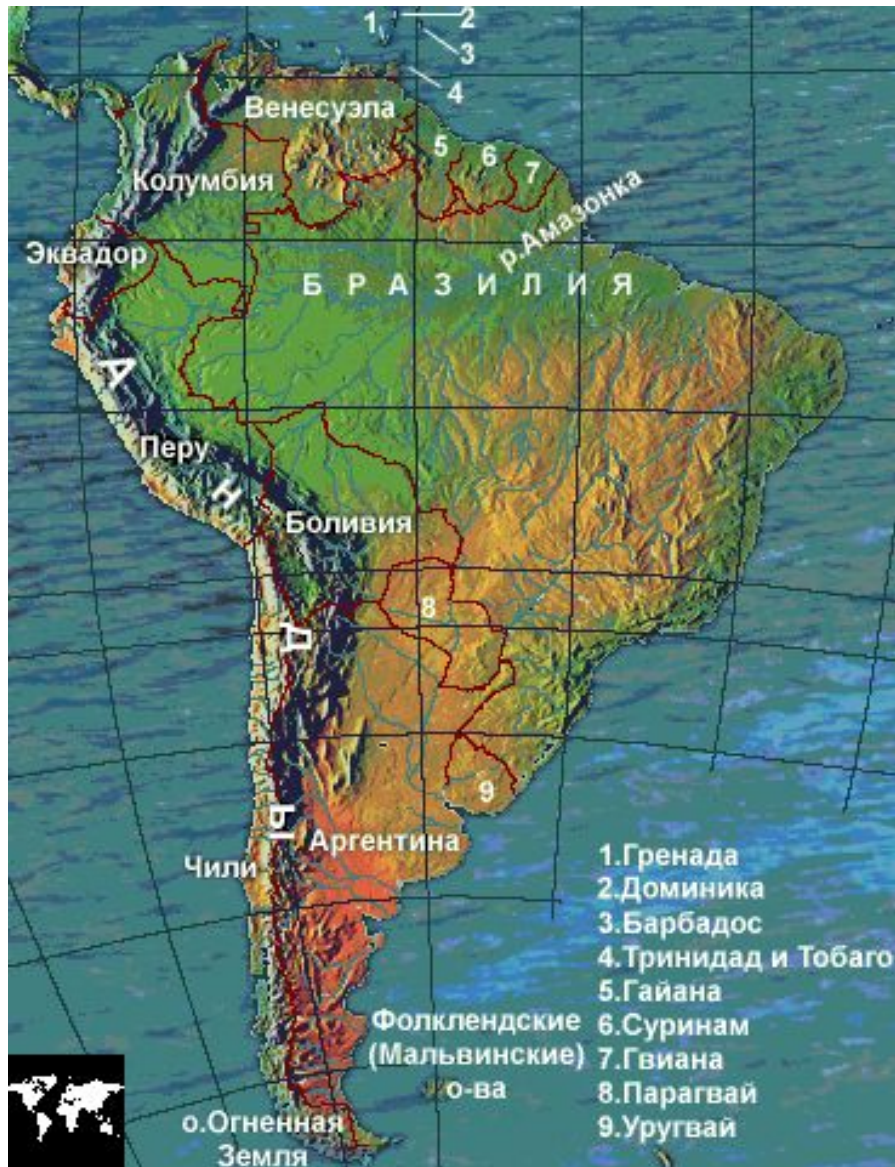 1
2
3
4
Венесуэла
5
6
7
Колумбия
р.Амазонка
Эквадор
Б Р А З И Л И Я
А Н Д Ы
Перу
Боливия
8
9
Аргентина
Чили
1.Гренада
2.Доминика
3.Барбадос
4.Тринидад и Тобаго
5.Гайана
6.Суринам
7.Гвиана
8.Парагвай
9.Уругвай
Фолклендские
(Мальвинские)
о-ва
о.Огненная
Земля